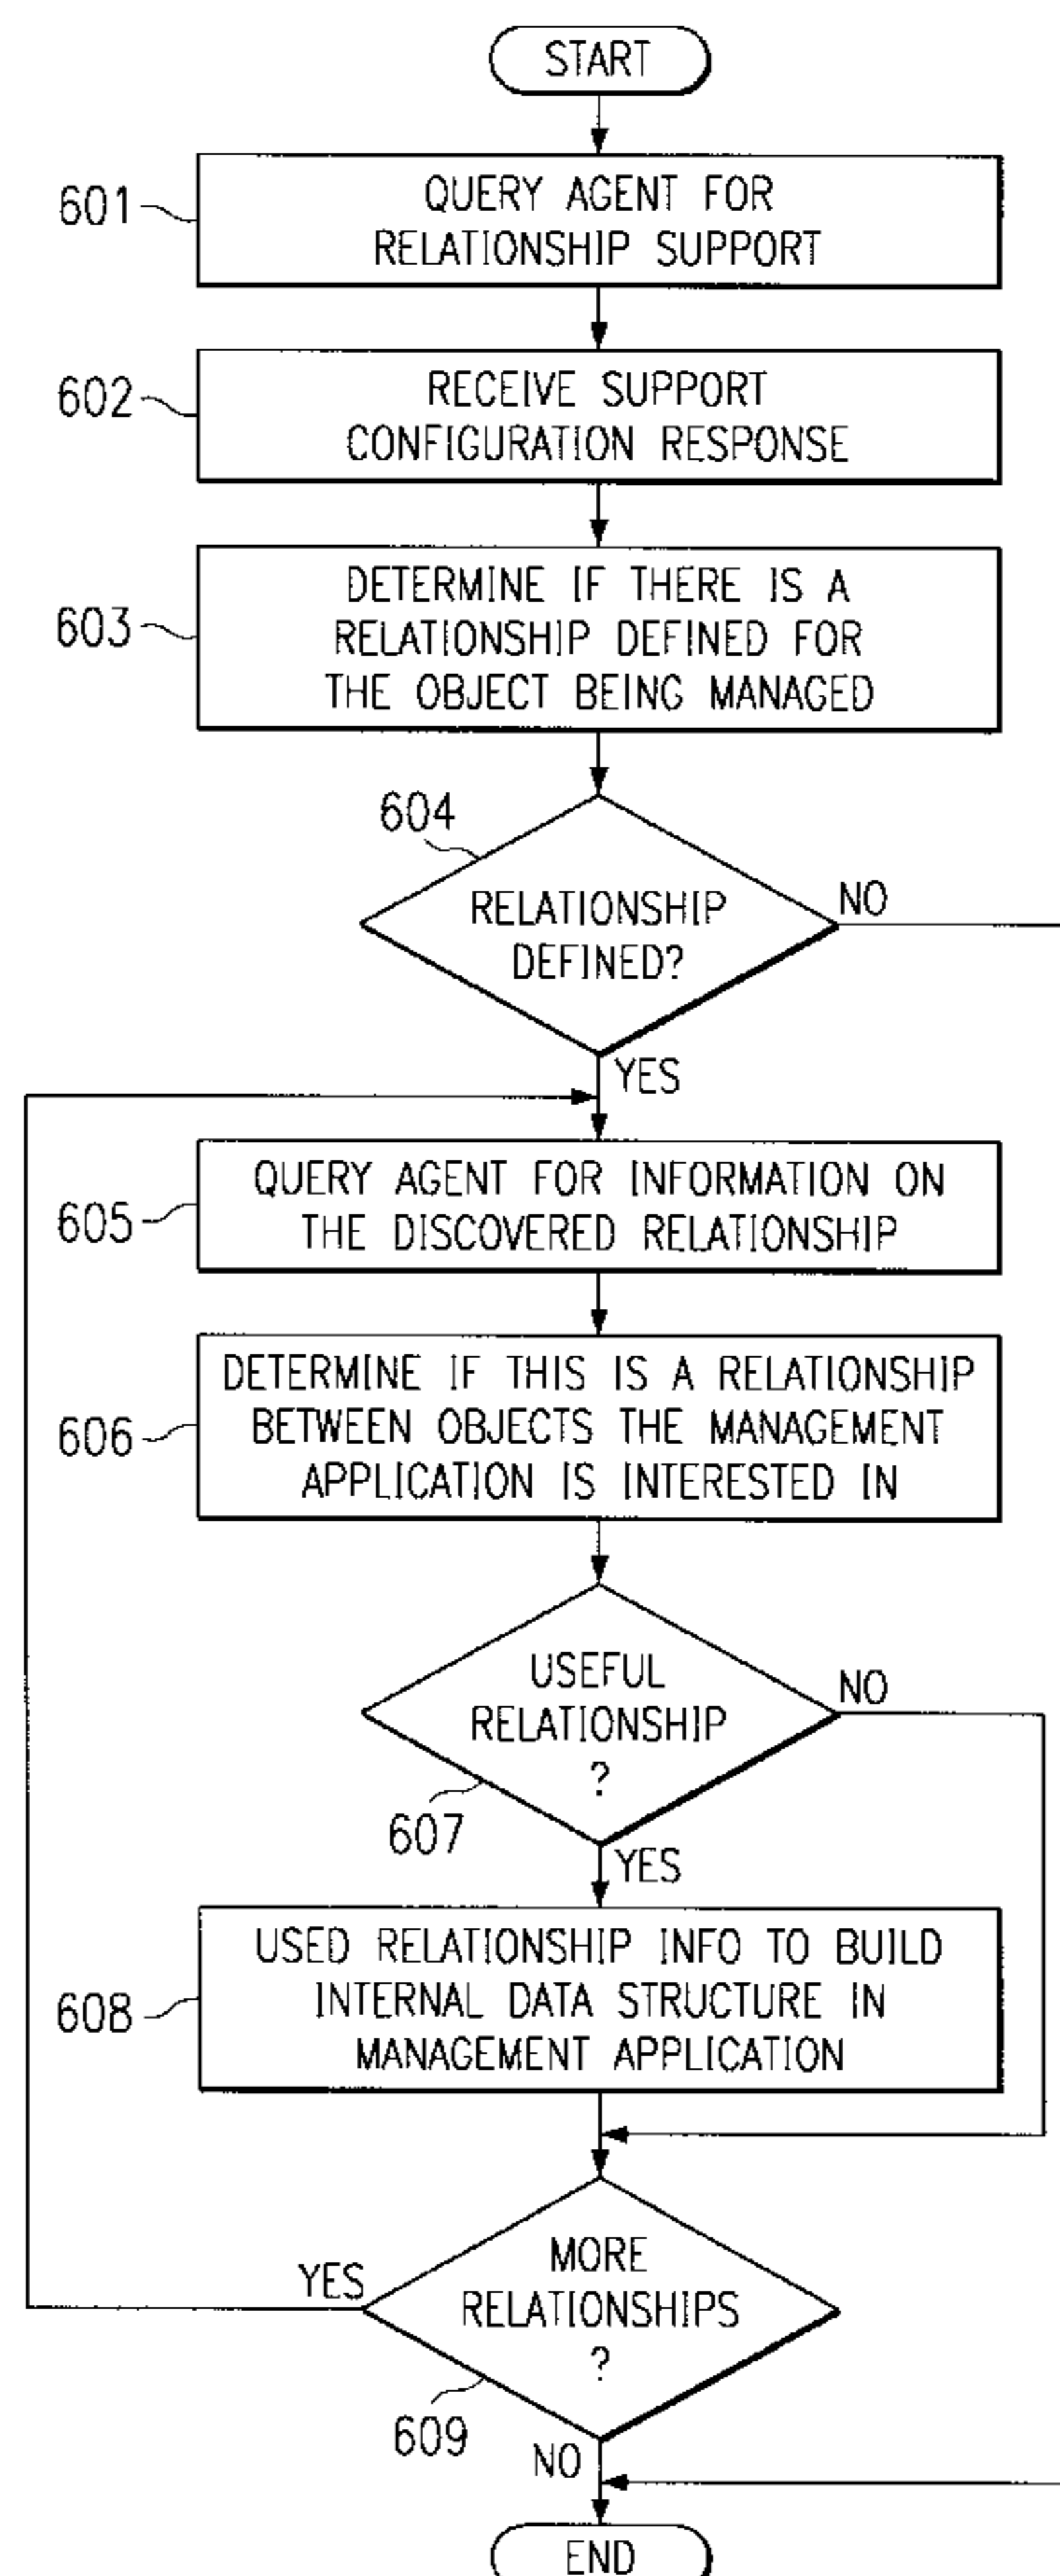 START
601
QUERY AGENT FOR
RELATIONSHIP SUPPORT
602
RECEIVE SUPPORT
CONFIGURATION RESPONSE
603
DETERMINE IF THERE IS A
RELATIONSHIP DEFINED FOR
THE OBJECT BEING MANAGED
604
RELATIONSHIP
DEFINED?
NO
YES
605
QUERY AGENT FOR INFORMATION ON
THE DISCOVERED RELATIONSHIP
606
DETERMINE IF THIS IS A RELATIONSHIP
BETWEEN OBJECTS THE MANAGEMENT
APPLICATION IS INTERESTED IN
USEFUL
RELATIONSHIP
?
NO
607
YES
608
USED RELATIONSHIP INFO TO BUILD
INTERNAL DATA STRUCTURE IN
MANAGEMENT APPLICATION
YES
MORE
RELATIONSHIPS
?
609
NO
END